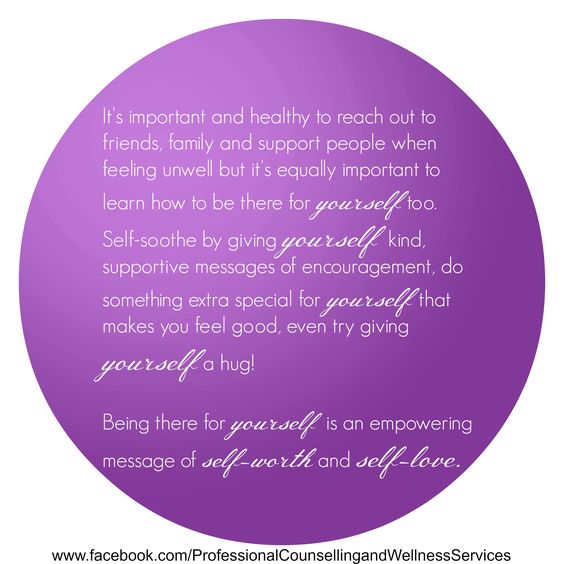 It's important and healthy to reach out to
friends, family and support people when
feeling unwell but it's equally important to
learn how to be there for yourself too.
Self-soothe by giving yourself kind,
supportive messages of encouragement, do
something extra special for yourself that
makes you feel good, even try giving
yourself a hug!
Being there for yourself is an empowering
message of self-worth and self-love.
www.facebook.com/ProfessionalCounsellingandWellnessServices